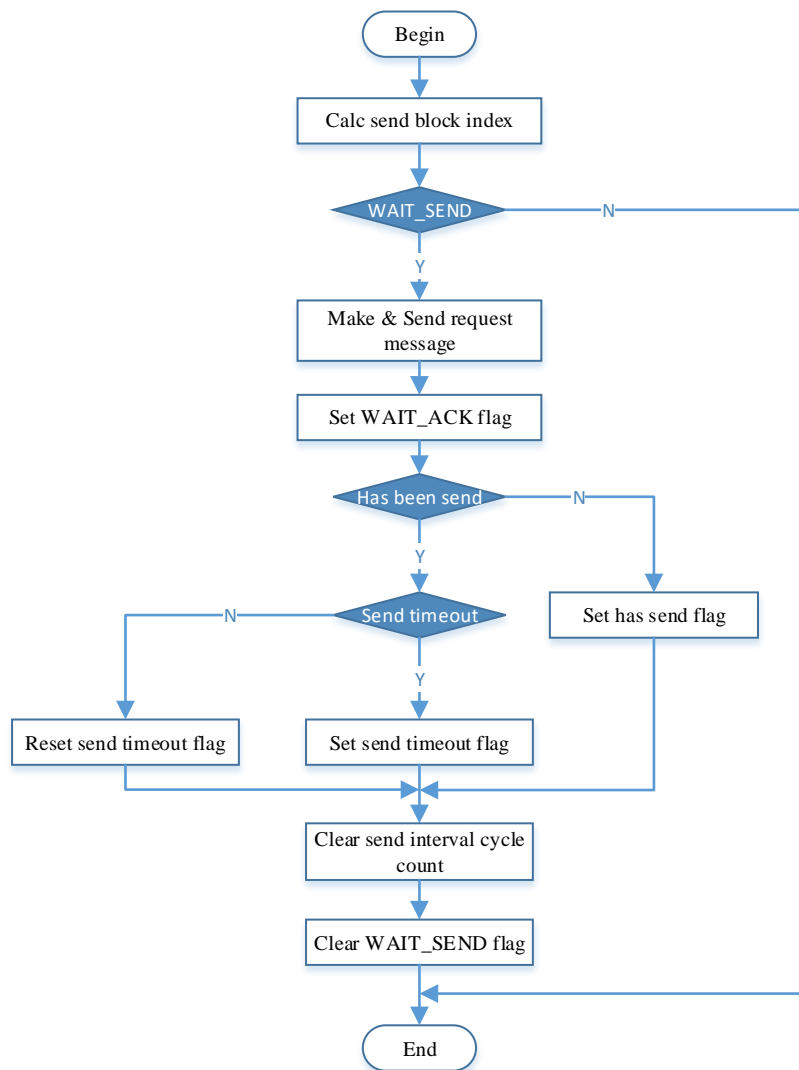 Begin
Calc send block index
WAIT_SEND
N
Y
Make & Send request
message
Set WAIT_ACK flag
Has been send
N
Y
Send timeout
N
Set has send flag
Y
Reset send timeout flag
Set send timeout flag
Clear send interval cycle
count
Clear WAIT_SEND flag
End